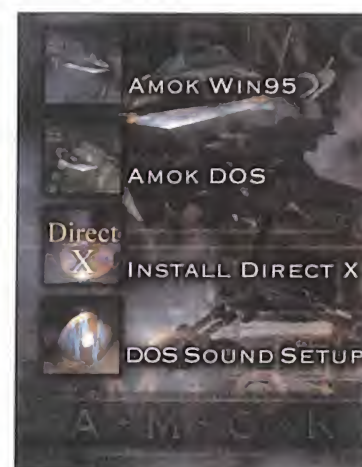 AMOK WIN95
AMOK DOS
Direct
X
INSTALL DIRECT X
DOS SOUND SETUP
A • M • O • K